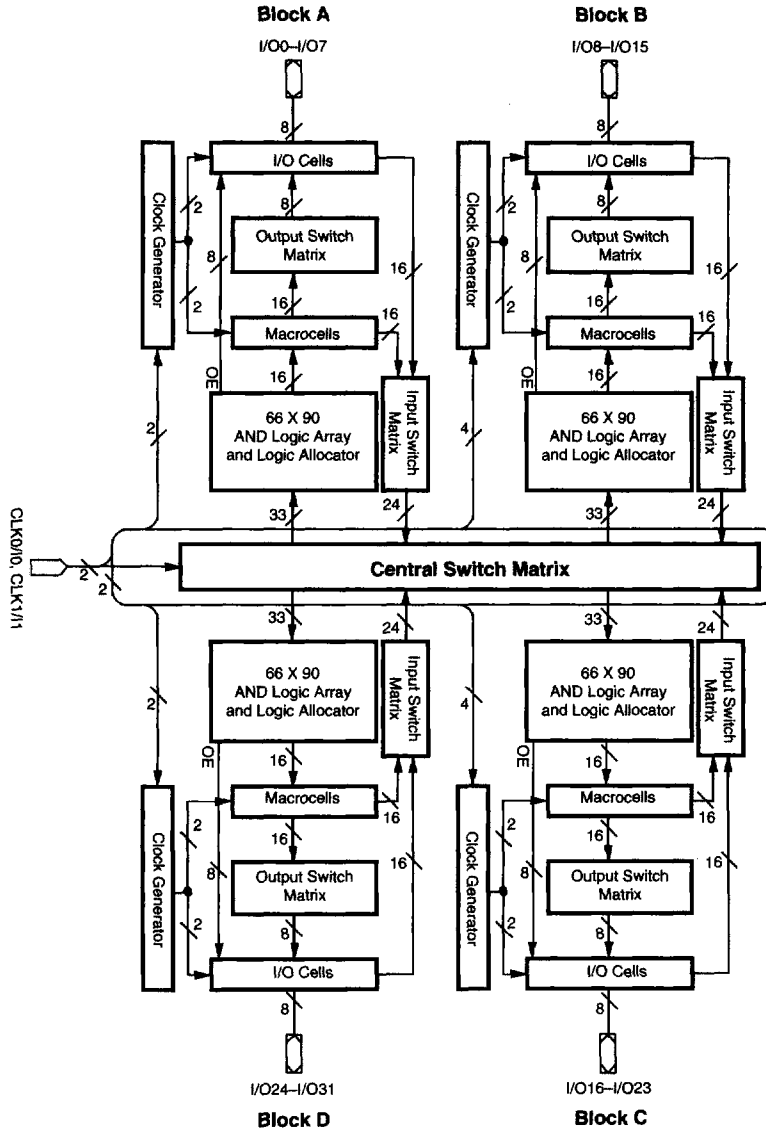 Block A
I/O0–I/O7
8
I/O Cells
Clock Generator
2
8
8
Output Switch
Matrix
16
2
16
16
Macrocells
OE
16
66 X 90
AND Logic Array
and Logic Allocator
Input Switch
Matrix
2
33
24
Block B
I/O8–I/O15
8
I/O Cells
Clock Generator
2
8
8
Output Switch
Matrix
16
2
16
16
Macrocells
OE
16
66 X 90
AND Logic Array
and Logic Allocator
Input Switch
Matrix
4
33
24
CLK0/I0, CLK1/I1
2
2
Central Switch Matrix
33
24
66 X 90
AND Logic Array
and Logic Allocator
Input Switch
Matrix
2
OE
16
Macrocells
16
Clock Generator
2
16
8
16
Output Switch
Matrix
2
8
I/O Cells
8
I/O24–I/O31
Block D
33
24
66 X 90
AND Logic Array
and Logic Allocator
Input Switch
Matrix
4
OE
16
Macrocells
16
Clock Generator
2
16
8
16
Output Switch
Matrix
2
8
I/O Cells
8
I/O16–I/O23
Block C